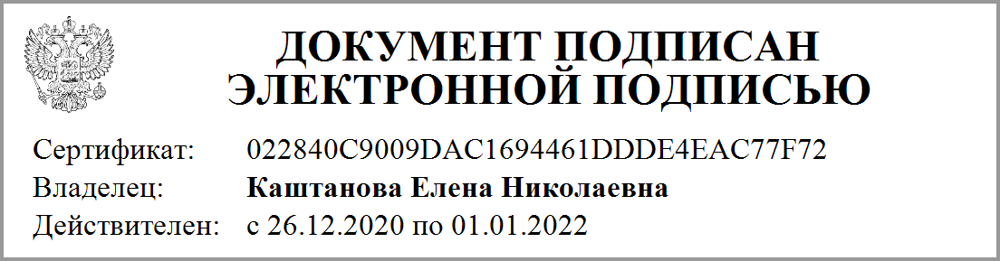 ДОКУМЕНТ ПОДПИСАН
ЭЛЕКТРОННОЙ ПОДПИСЬЮ
Сертификат: 022840C9009DAC1694461DDDE4EAC77F72
Владелец: Каштанова Елена Николаевна
Действителен: с 26.12.2020 по 01.01.2022